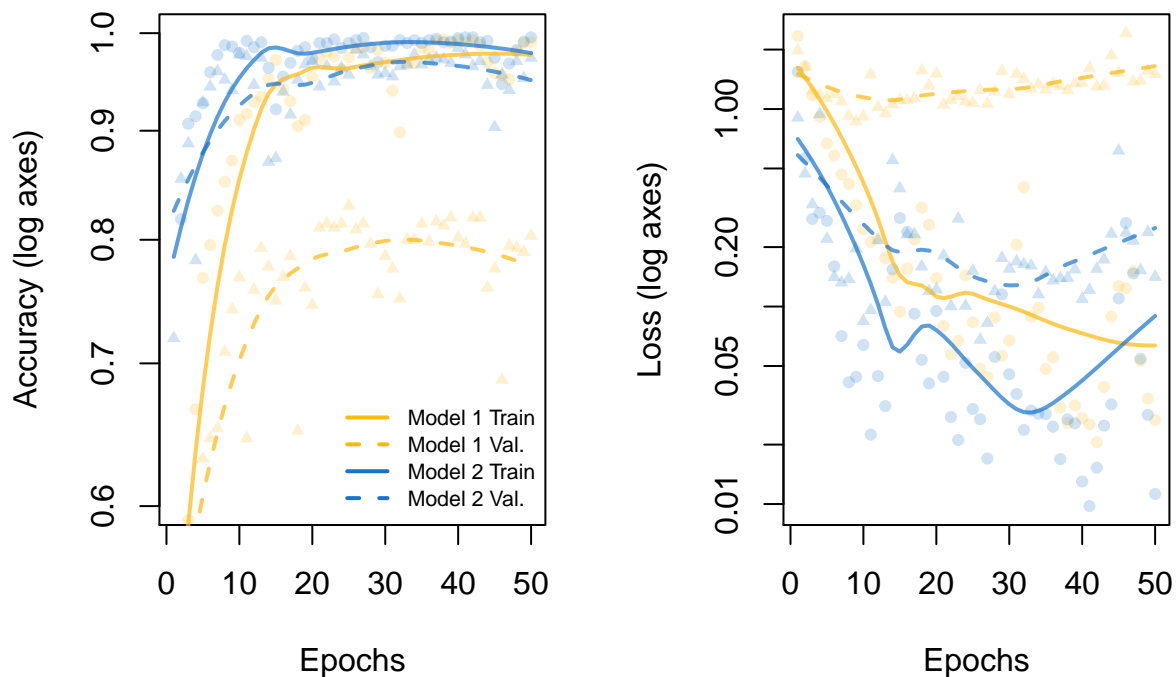 Accuracy (log axes)
1.0
0.9
0.8
0.7
0.6
0 10 20 30 40 50
Epochs
Model 1 Train
Model 1 Val.
Model 2 Train
Model 2 Val.
Loss (log axes)
1.00
0.20
0.05
0.01
0 10 20 30 40 50
Epochs